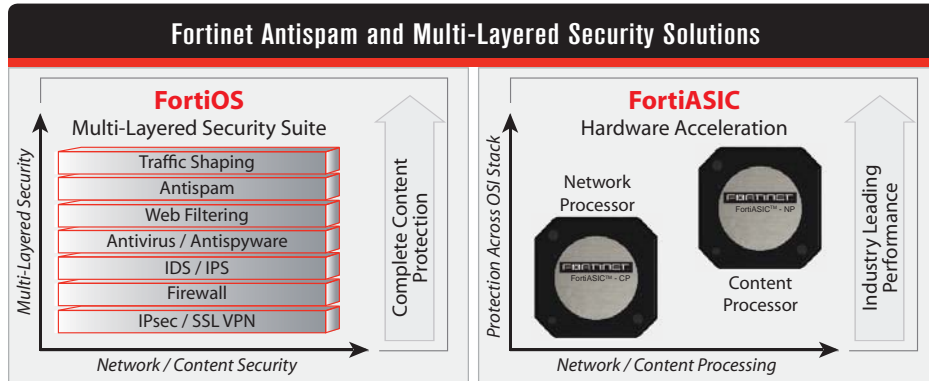 Fortinet Antispam and Multi-Layered Security Solutions
FortiOS
Multi-Layered Security Suite
Multi-Layered Security
Traffic Shaping
Antispam
Web Filtering
Antivirus / Antispyware
IDS / IPS
Firewall
IPsec / SSL VPN
Network / Content Security
Complete Content
Protection
FortiASIC
Hardware Acceleration
Protection Across OSI Stack
Network
Processor
FORTINET
FortiASIC™ - CP
FORTINET
FortiASIC™ - NP
Content
Processor
Network / Content Processing
Industry Leading
Performance